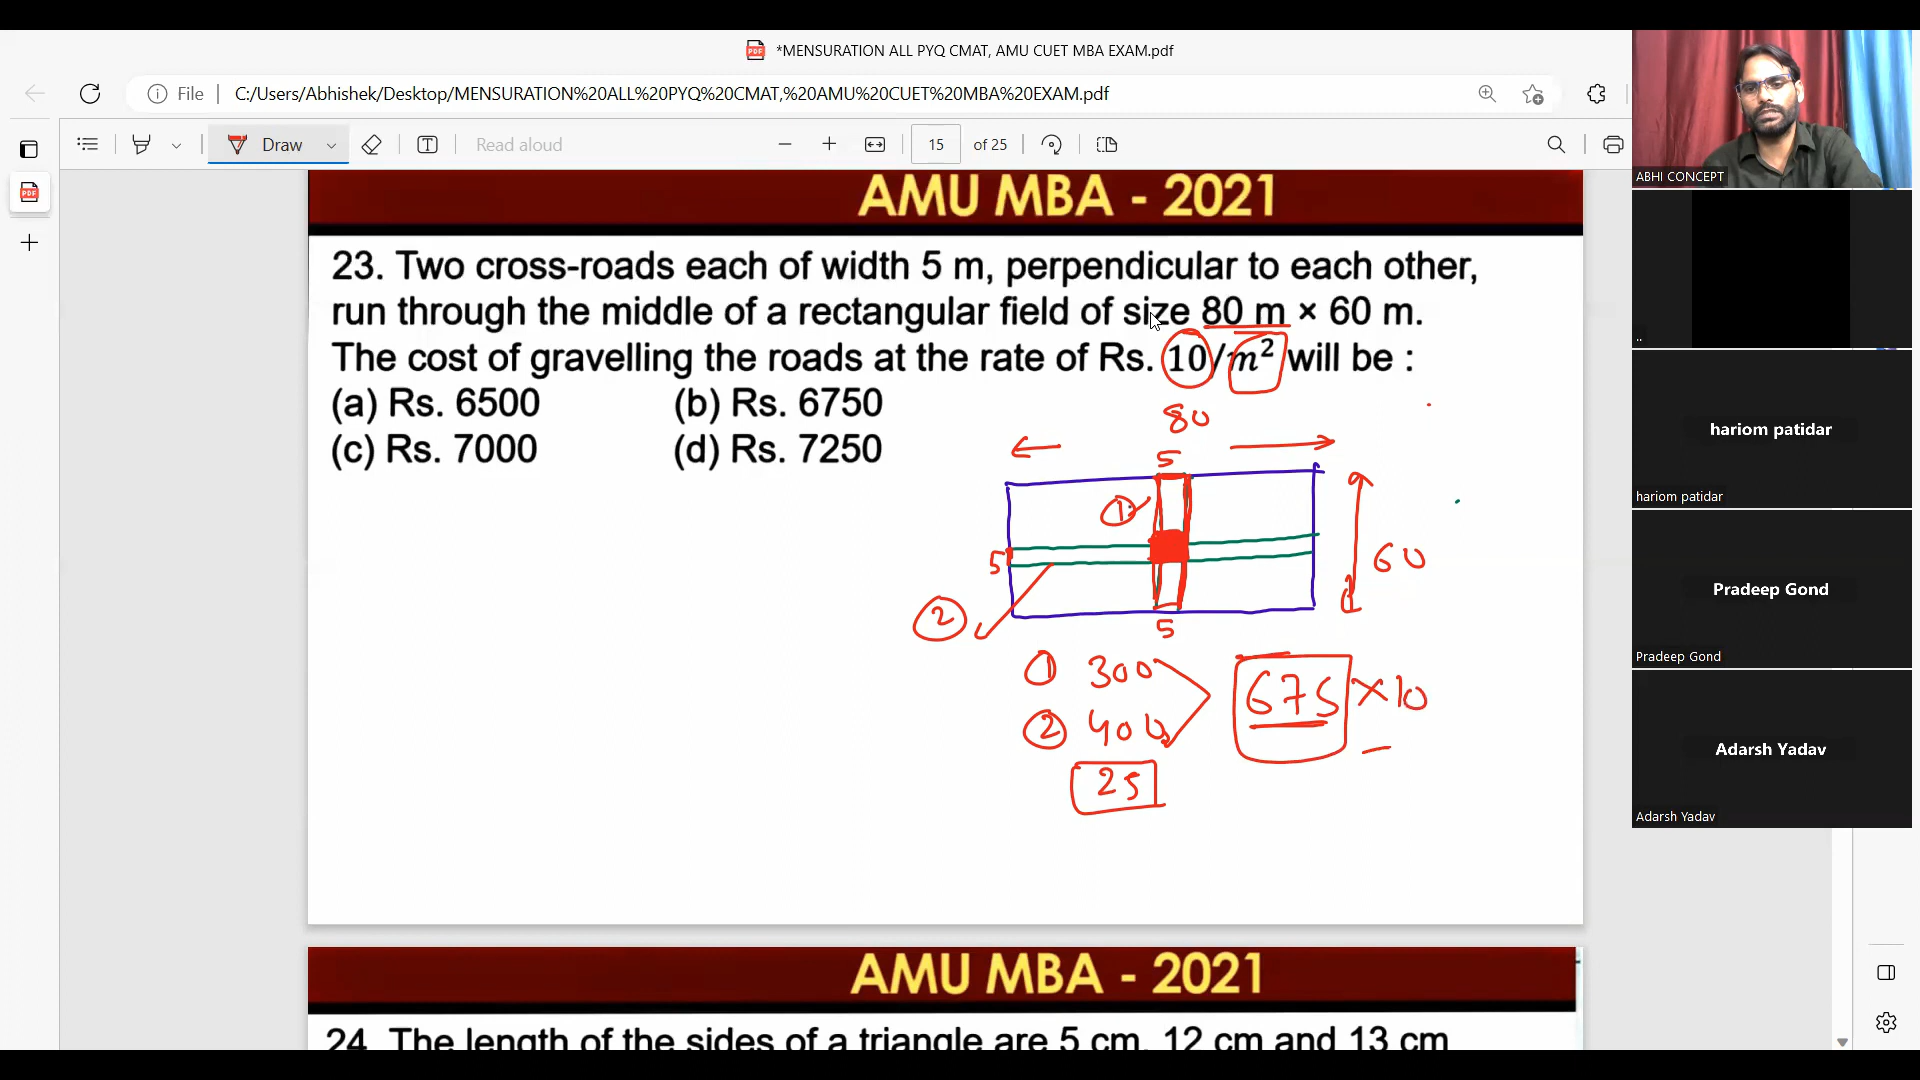 *MENSURATION ALL PYQ CMAT, AMU CUET MBA EXAM.pdf
File C:/Users/Abhishek/Desktop/MENSURATION%20ALL%20PYQ%20CMAT,%20AMU%20CUET%20MBA%20EXAM.pdf
Draw Read aloud 15 of 25
ABHI CONCEPT
..
hariom patidar
hariom patidar
Pradeep Gond
Pradeep Gond
Adarsh Yadav
Adarsh Yadav
AMU MBA - 2021
23. Two cross-roads each of width 5 m, perpendicular to each other,
run through the middle of a rectangular field of size 80 m × 60 m.
The cost of gravelling the roads at the rate of Rs. 10/m² will be :
(a) Rs. 6500 (b) Rs. 6750
(c) Rs. 7000 (d) Rs. 7250
80
5
1
5
60
2
5
1 300
2 400
25
675 × 10
AMU MBA - 2021
24. The length of the sides of a triangle are 5 cm, 12 cm and 13 cm